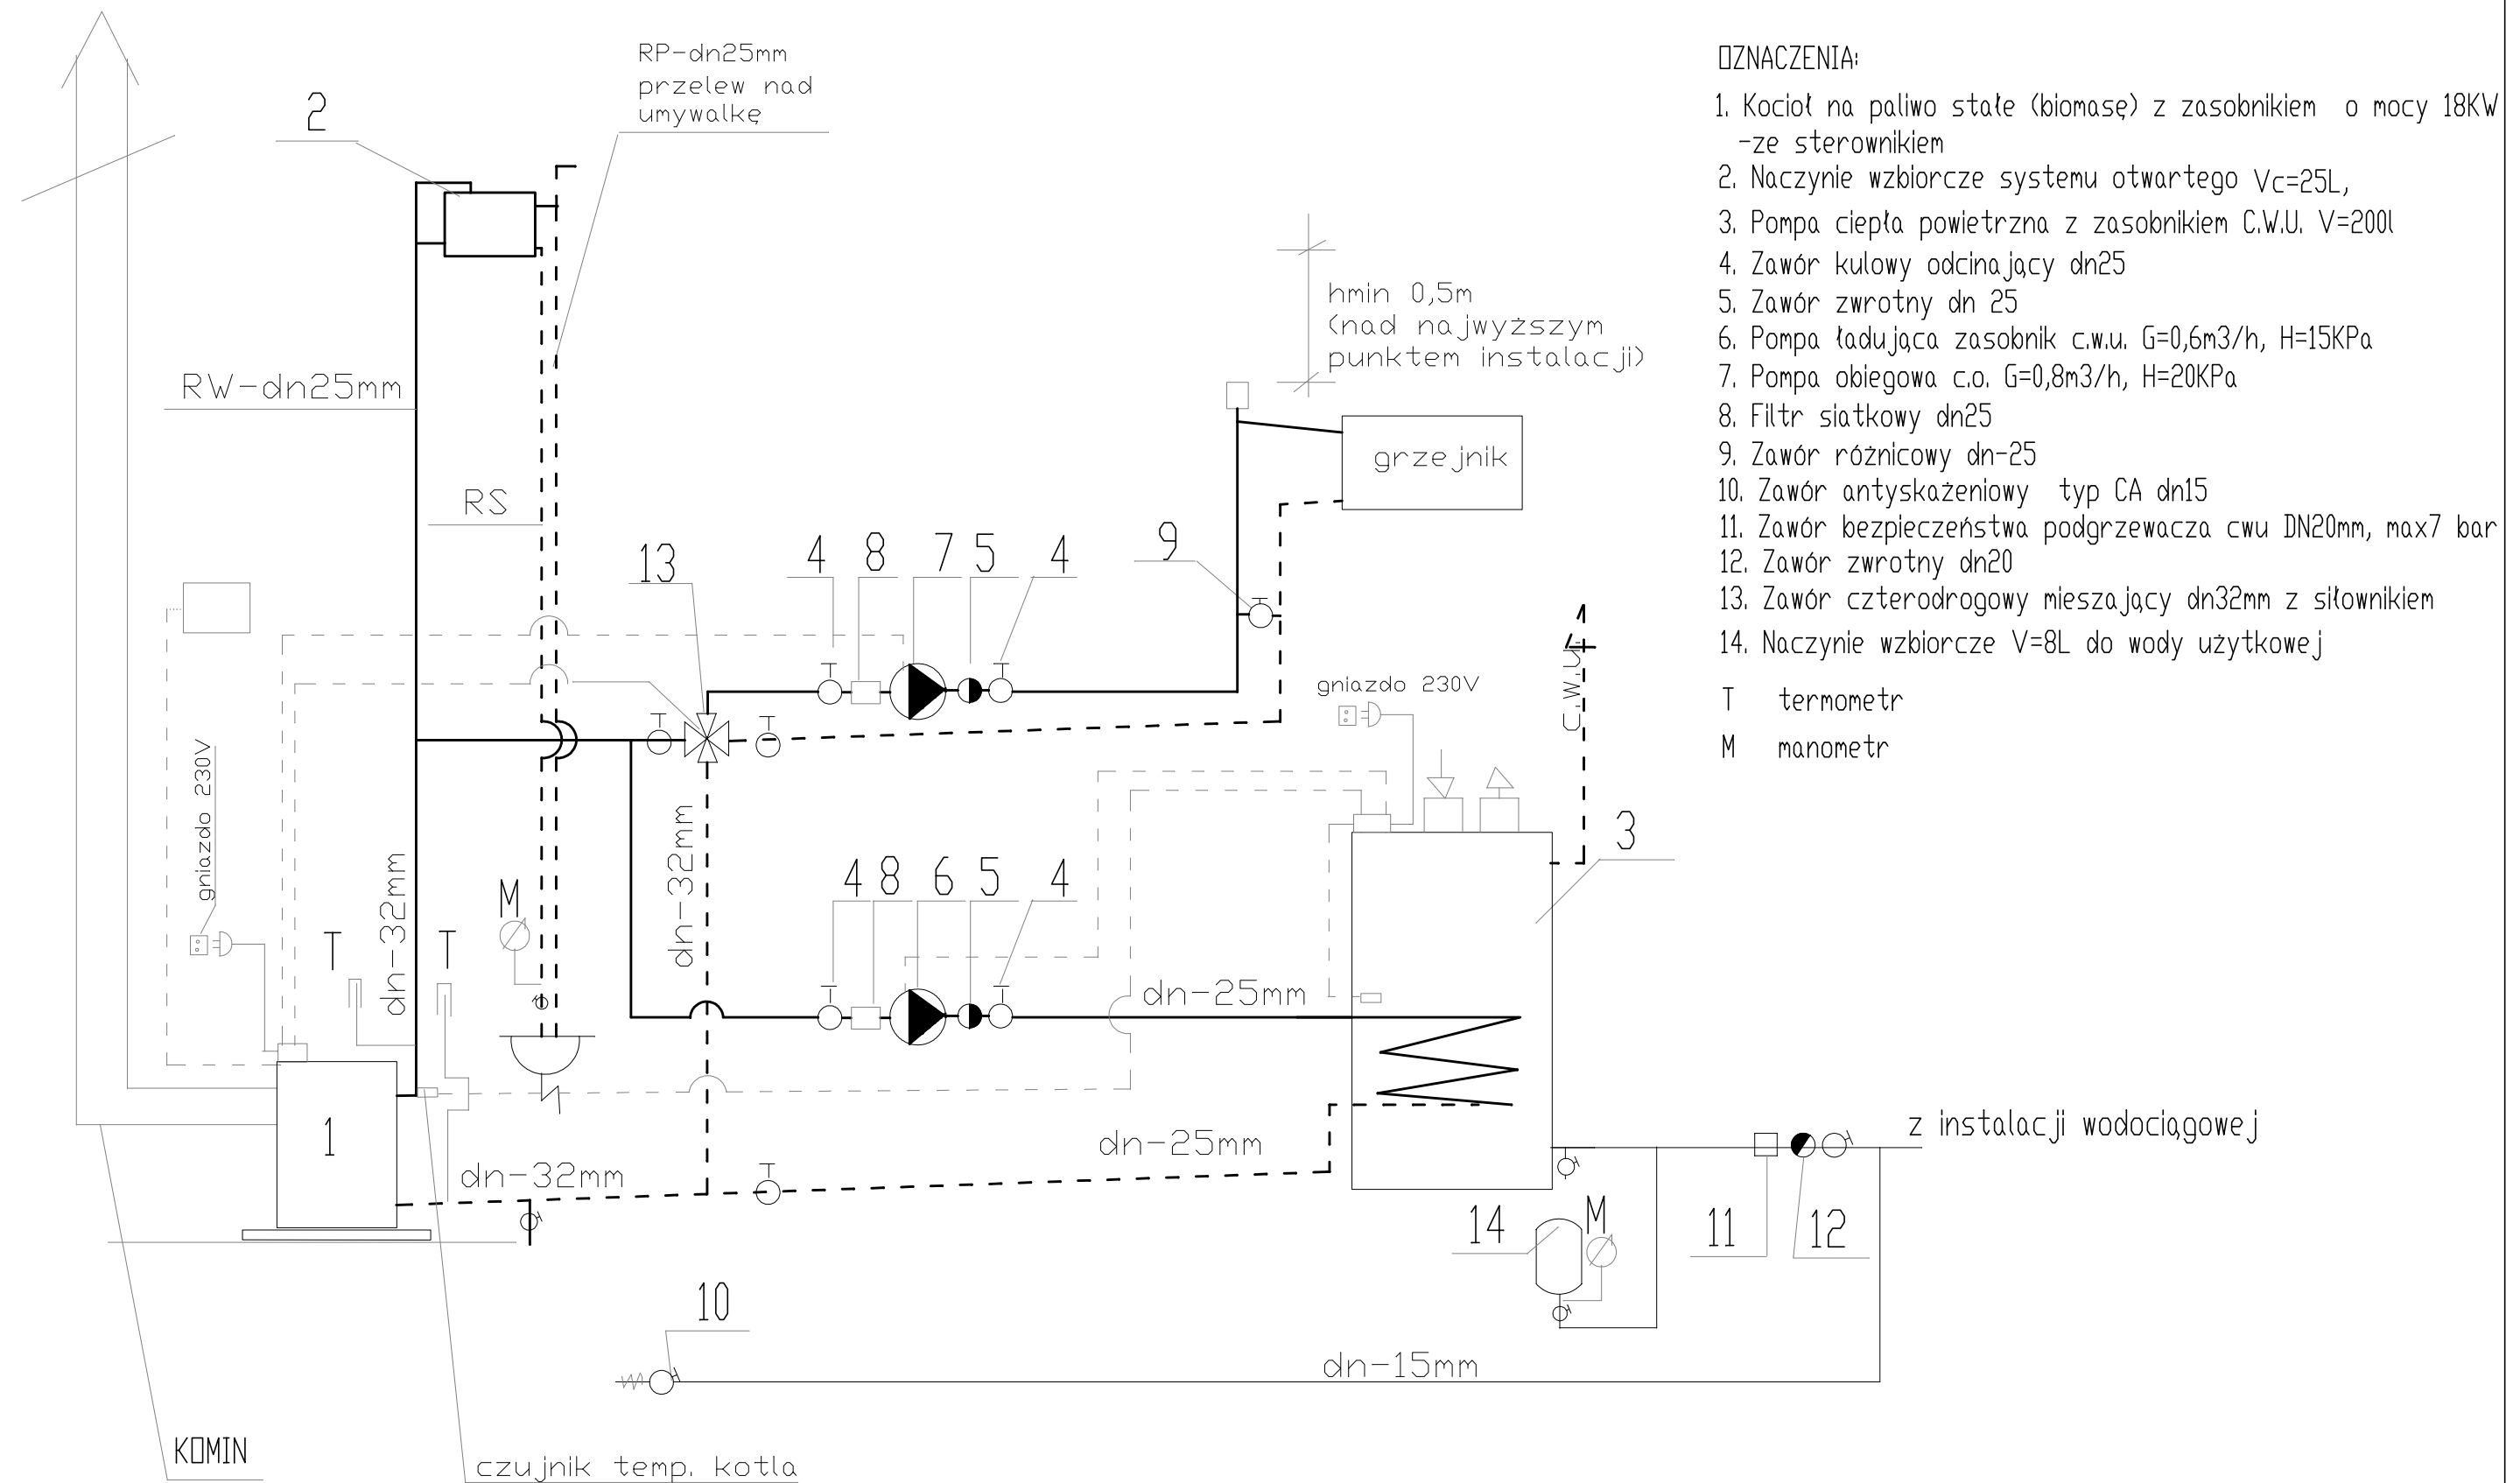 2
RP-dn25mm
przelew nad
umywalkę
RW-dn25mm
RS
hmin 0,5m
(nad najwyższym
punktem instalacji)
grzejnik
13
4
8
7
5
4
9
gniazdo 230V
C.W.U.
gniazdo 230V
dn-32mm
dn-32mm
T
T
M
4
8
6
5
4
3
dn-25mm
1
dn-32mm
dn-25mm
z instalacji wodociągowej
14
M
11
12
10
dn-15mm
KOMIN
czujnik temp. kotla
OZNACZENIA:
1. Kocioł na paliwo stałe (biomasę) z zasobnikiem o mocy 18KW
-ze sterownikiem
2. Naczynie wzbiorcze systemu otwartego Vc=25L,
3. Pompa ciepła powietrzna z zasobnikiem C.W.U. V=200l
4. Zawór kulowy odcinający dn25
5. Zawór zwrotny dn 25
6. Pompa ładująca zasobnik c.w.u. G=0,6m3/h, H=15KPa
7. Pompa obiegowa c.o. G=0,8m3/h, H=20KPa
8. Filtr siatkowy dn25
9. Zawór różnicowy dn-25
10. Zawór antyskażeniowy typ CA dn15
11. Zawór bezpieczeństwa podgrzewacza cwu DN20mm, max7 bar
12. Zawór zwrotny dn20
13. Zawór czterodrogowy mieszający dn32mm z siłownikiem
14. Naczynie wzbiorcze V=8L do wody użytkowej
T termometr
M manometr